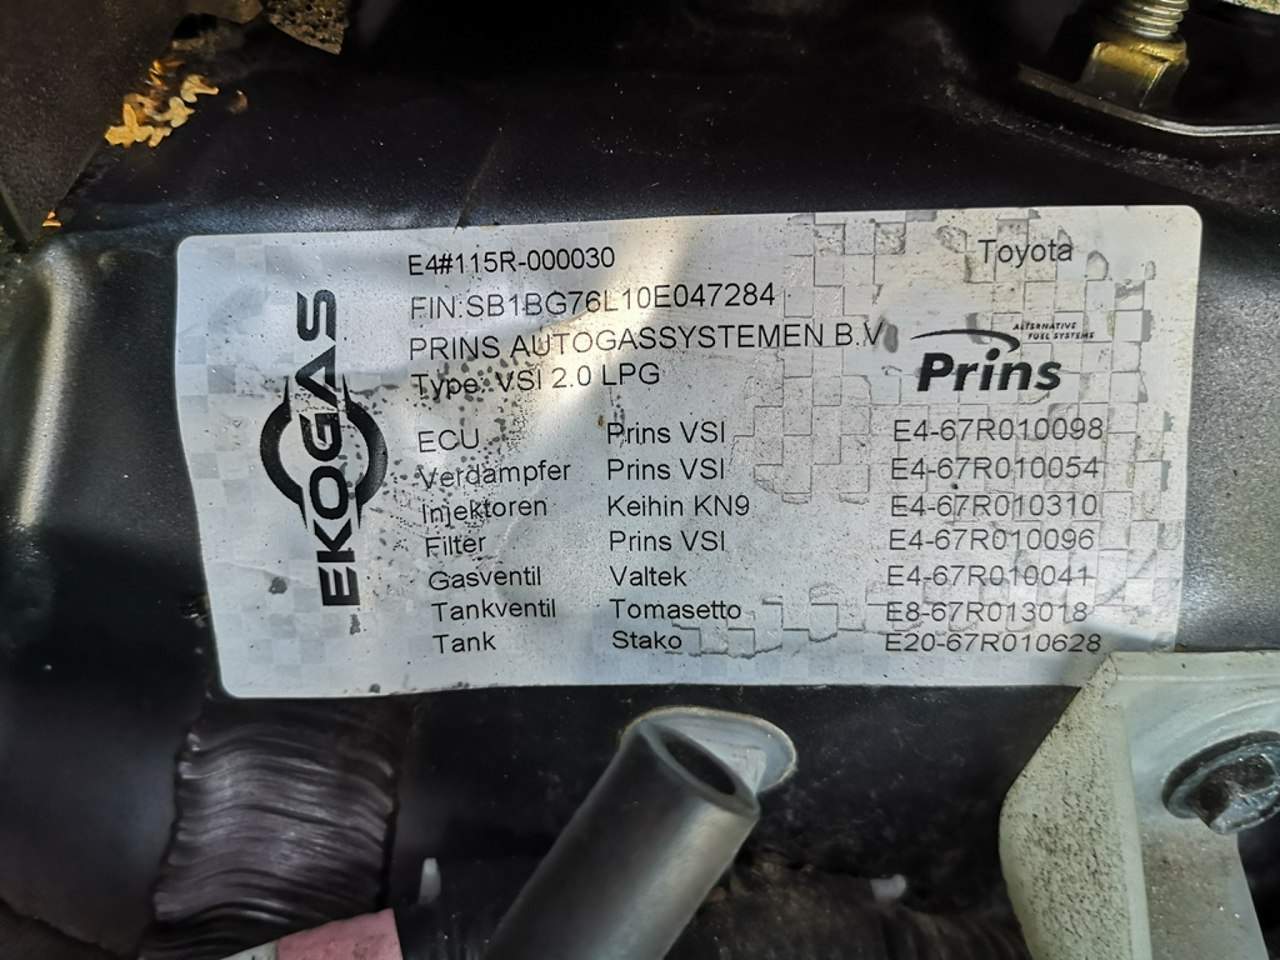 E4#115R-000030
Toyota
FIN:SB1BG76L10E047284
PRINS AUTOGASSYSTEMEN B.V
Type: VSI 2.0 LPG
ALTERNATIVE
FUEL SYSTEMS
Prins
EKOGAS
ECU Prins VSI E4-67R010098
Verdampfer Prins VSI E4-67R010054
Injektoren Keihin KN9 E4-67R010310
Filter Prins VSI E4-67R010096
Gasventil Valtek E4-67R010041
Tankventil Tomasetto E8-67R013018
Tank Stako E20-67R010628